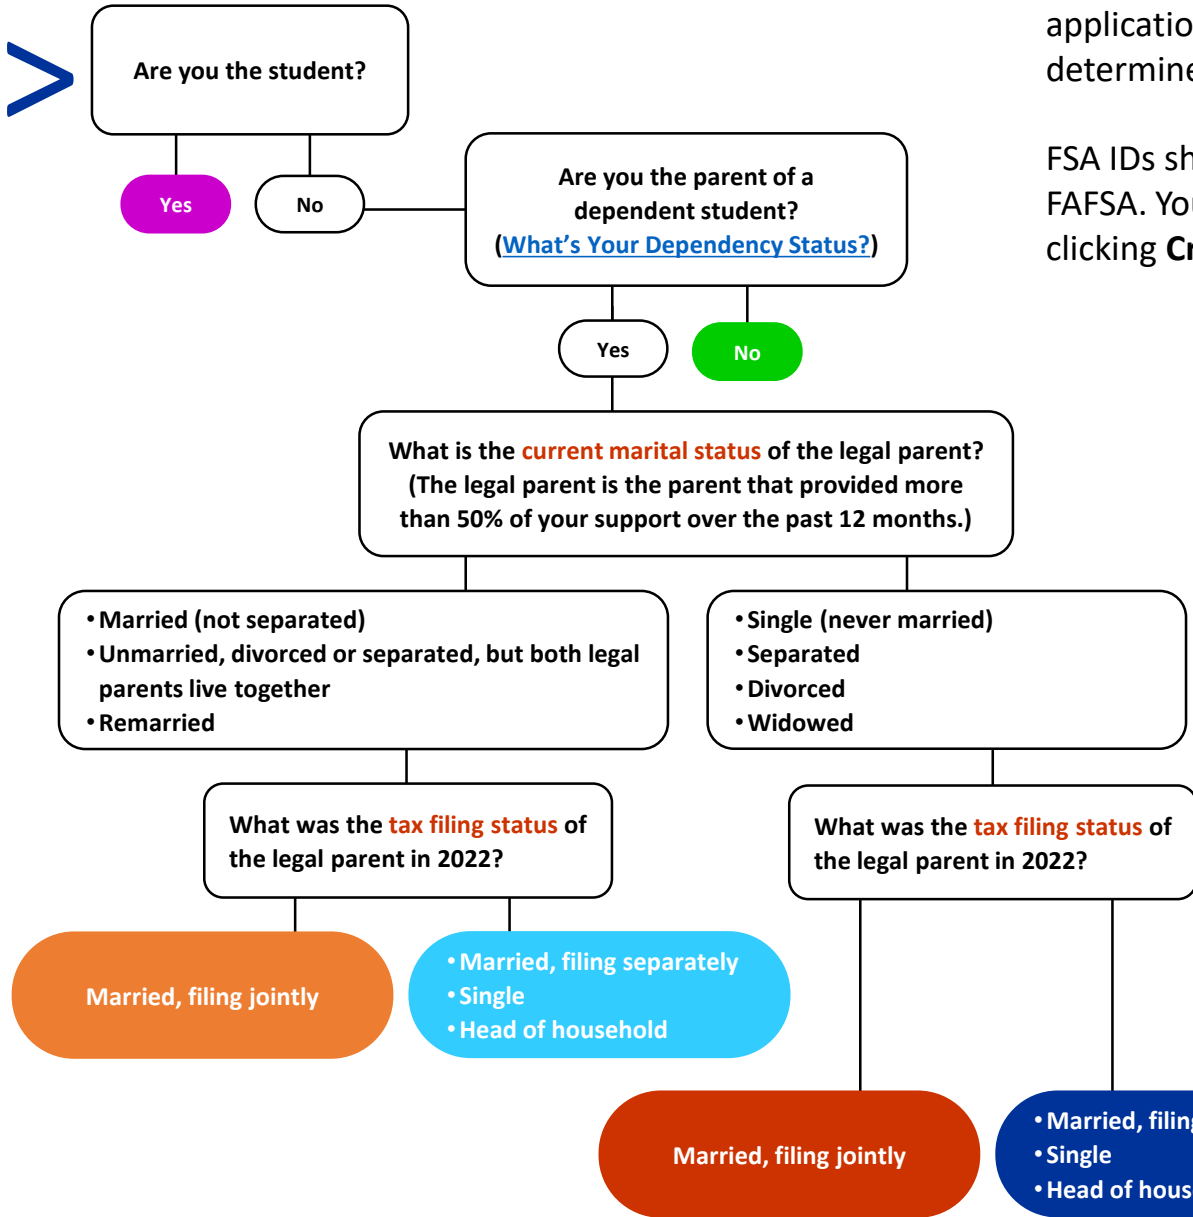 Are you the student?
Yes
No
Are you the parent of a
dependent student?
(What's Your Dependency Status?)
Yes
No
What is the current marital status of the legal parent?
(The legal parent is the parent that provided more
than 50% of your support over the past 12 months.)
• Married (not separated)
• Unmarried, divorced or separated, but both legal
parents live together
• Remarried
• Single (never married)
• Separated
• Divorced
• Widowed
What was the tax filing status of
the legal parent in 2022?
What was the tax filing status of
the legal parent in 2022?
Married, filing jointly
• Married, filing separately
• Single
• Head of household
Married, filing jointly
• Married, filing
• Single
• Head of
FSA IDs
FAFSA.
clicking